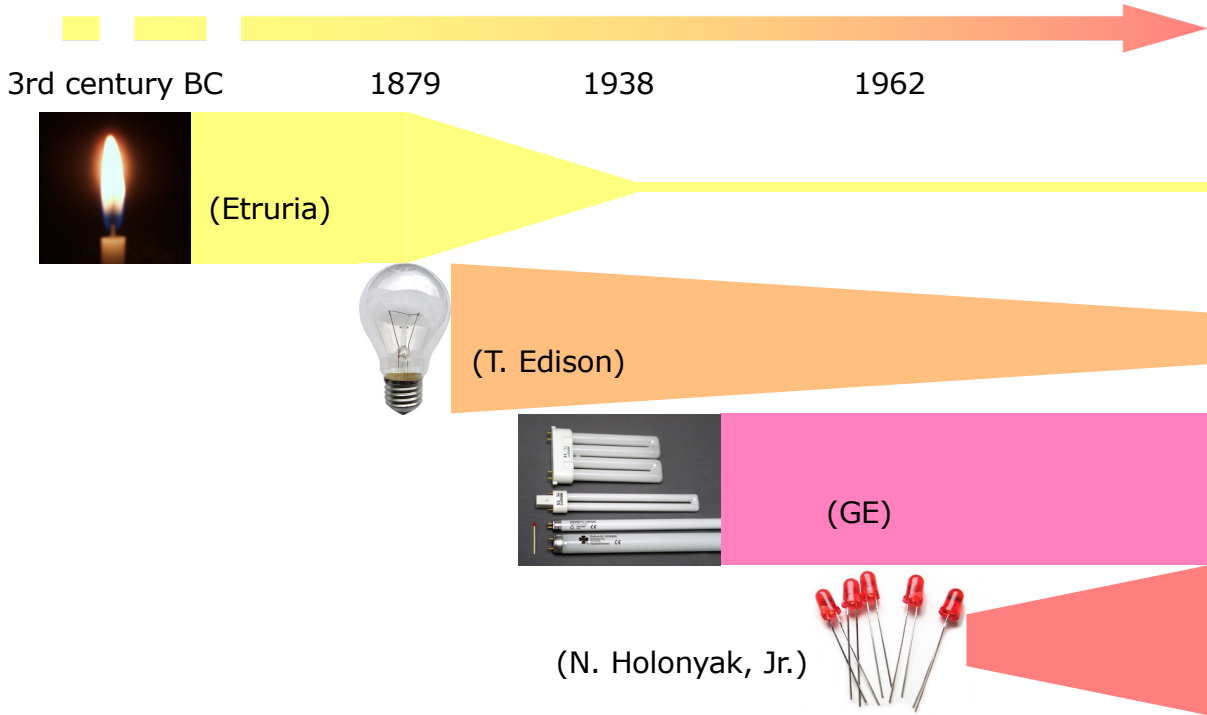 3rd century BC
1879
1938
1962
(Etruria)
(T. Edison)
(GE)
(N. Holonyak, Jr.)